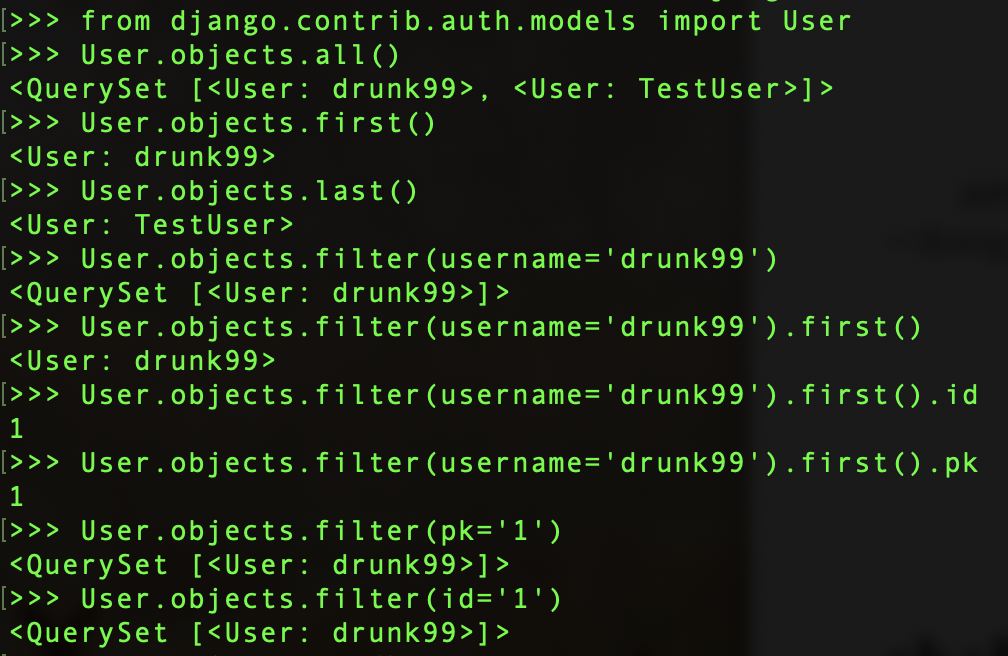 [>>> from django.contrib.auth.models import User
[>>> User.objects.all()
<QuerySet [<User: drunk99>, <User: TestUser>]>
[>>> User.objects.first()
<User: drunk99>
[>>> User.objects.last()
<User: TestUser>
[>>> User.objects.filter(username='drunk99')
<QuerySet [<User: drunk99>]>
[>>> User.objects.filter(username='drunk99').first()
<User: drunk99>
[>>> User.objects.filter(username='drunk99').first().id
1
[>>> User.objects.filter(username='drunk99').first().pk
1
[>>> User.objects.filter(pk='1')
<QuerySet [<User: drunk99>]>
[>>> User.objects.filter(id='1')
<QuerySet [<User: drunk99>]>